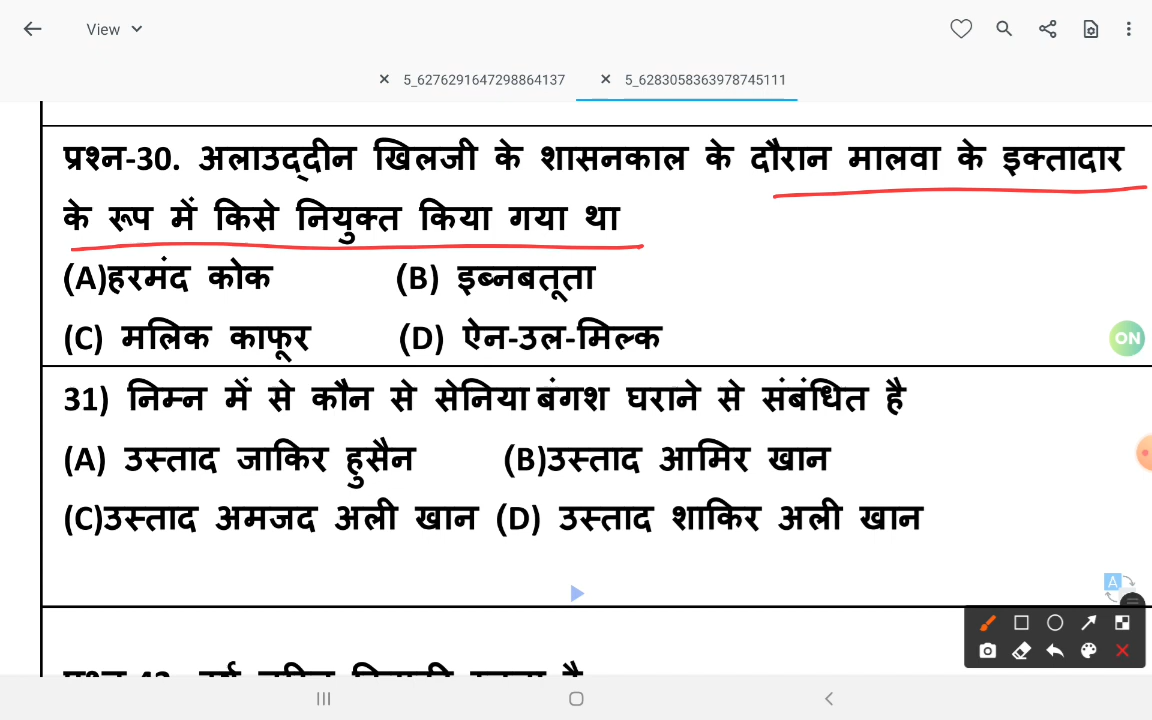 View
5_6276291647298864137
5_6283058363978745111
प्रश्न-30. अलाउद्दीन खिलजी के शासनकाल के दौरान मालवा के इक्तादार
के रूप में किसे नियुक्त किया गया था
(A)हरमंद कोक (B) इब्नबतूता
(C) मलिक काफूर (D) ऐन-उल-मिल्क
ON
31) निम्न में से कौन से सेनिया बंगश घराने से संबंधित है
(A) उस्ताद जाकिर हुसैन (B)उस्ताद आमिर खान
(C)उस्ताद अमजद अली खान (D) उस्ताद शाकिर अली खान
A